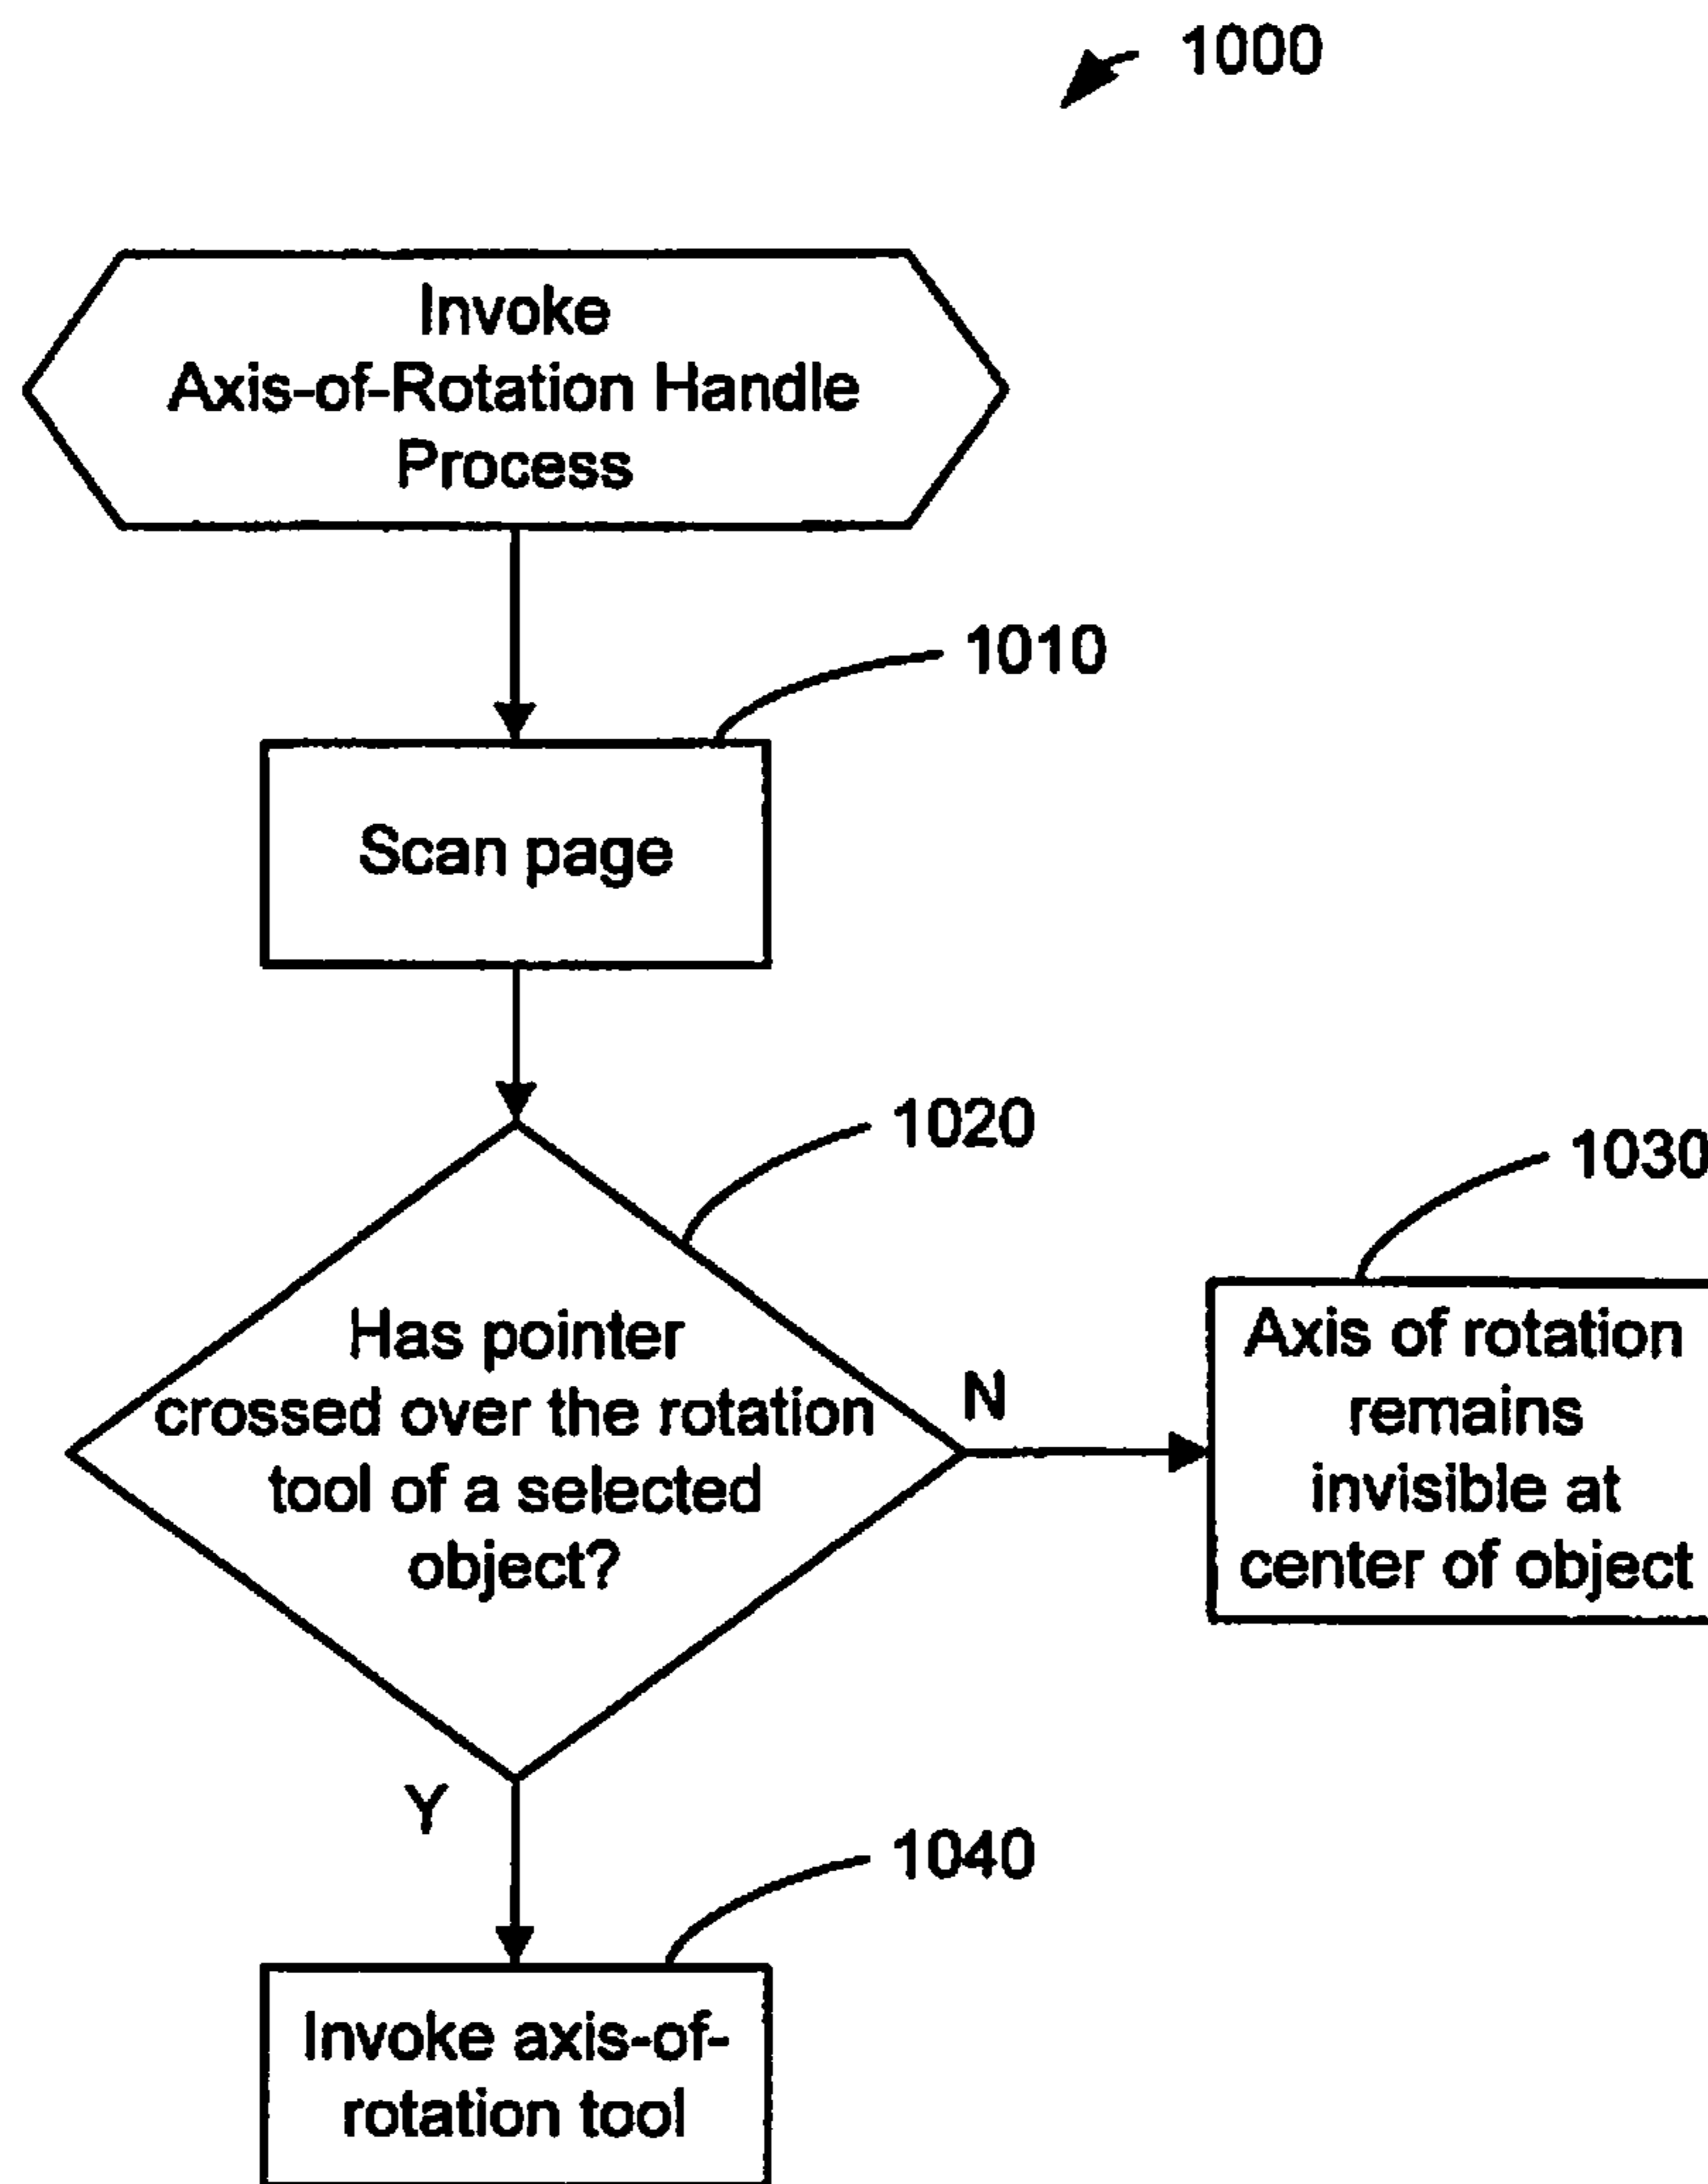 1000
Invoke
Axis-of-Rotation Handle
Process
1010
Scan page
1020
1030
Has pointer
crossed over the rotation
tool of a selected
object?
N
Axis of rotation
remains
invisible at
center of object
Y
1040
Invoke axis-of-
rotation tool